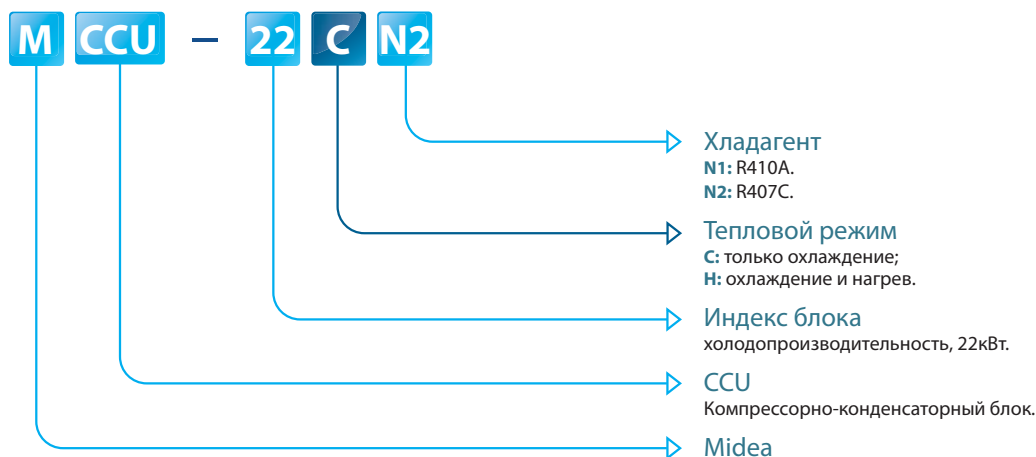 M CCU – 22 C N2
Хладагент
N1: R410A.
N2: R407C.
Тепловой режим
C: только охлаждение;
H: охлаждение и нагрев.
Индекс блока
холодопроизводительность, 22кВт.
CCU
Компрессорно-конденсаторный блок.
Midea